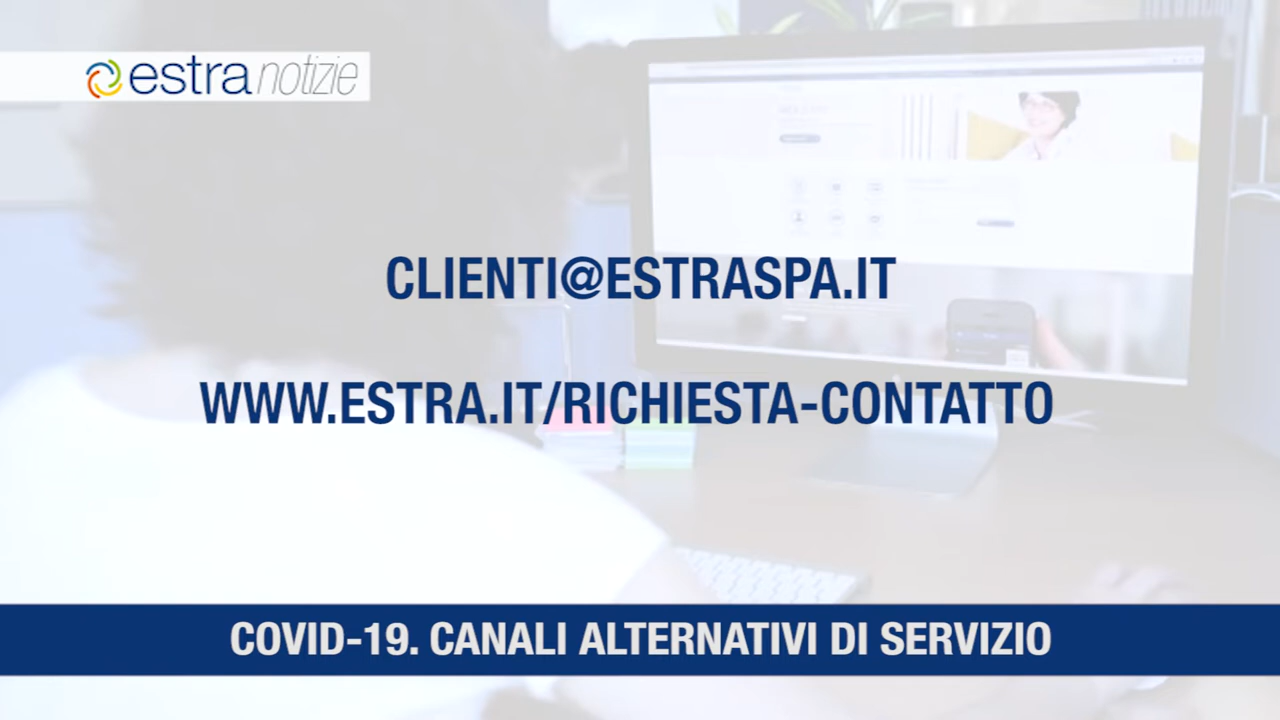 estra notizie
CLIENTI@ESTRASPA.IT
WWW.ESTRA.IT/RICHIESTA-CONTATTO
COVID-19. CANALI ALTERNATIVI DI SERVIZIO